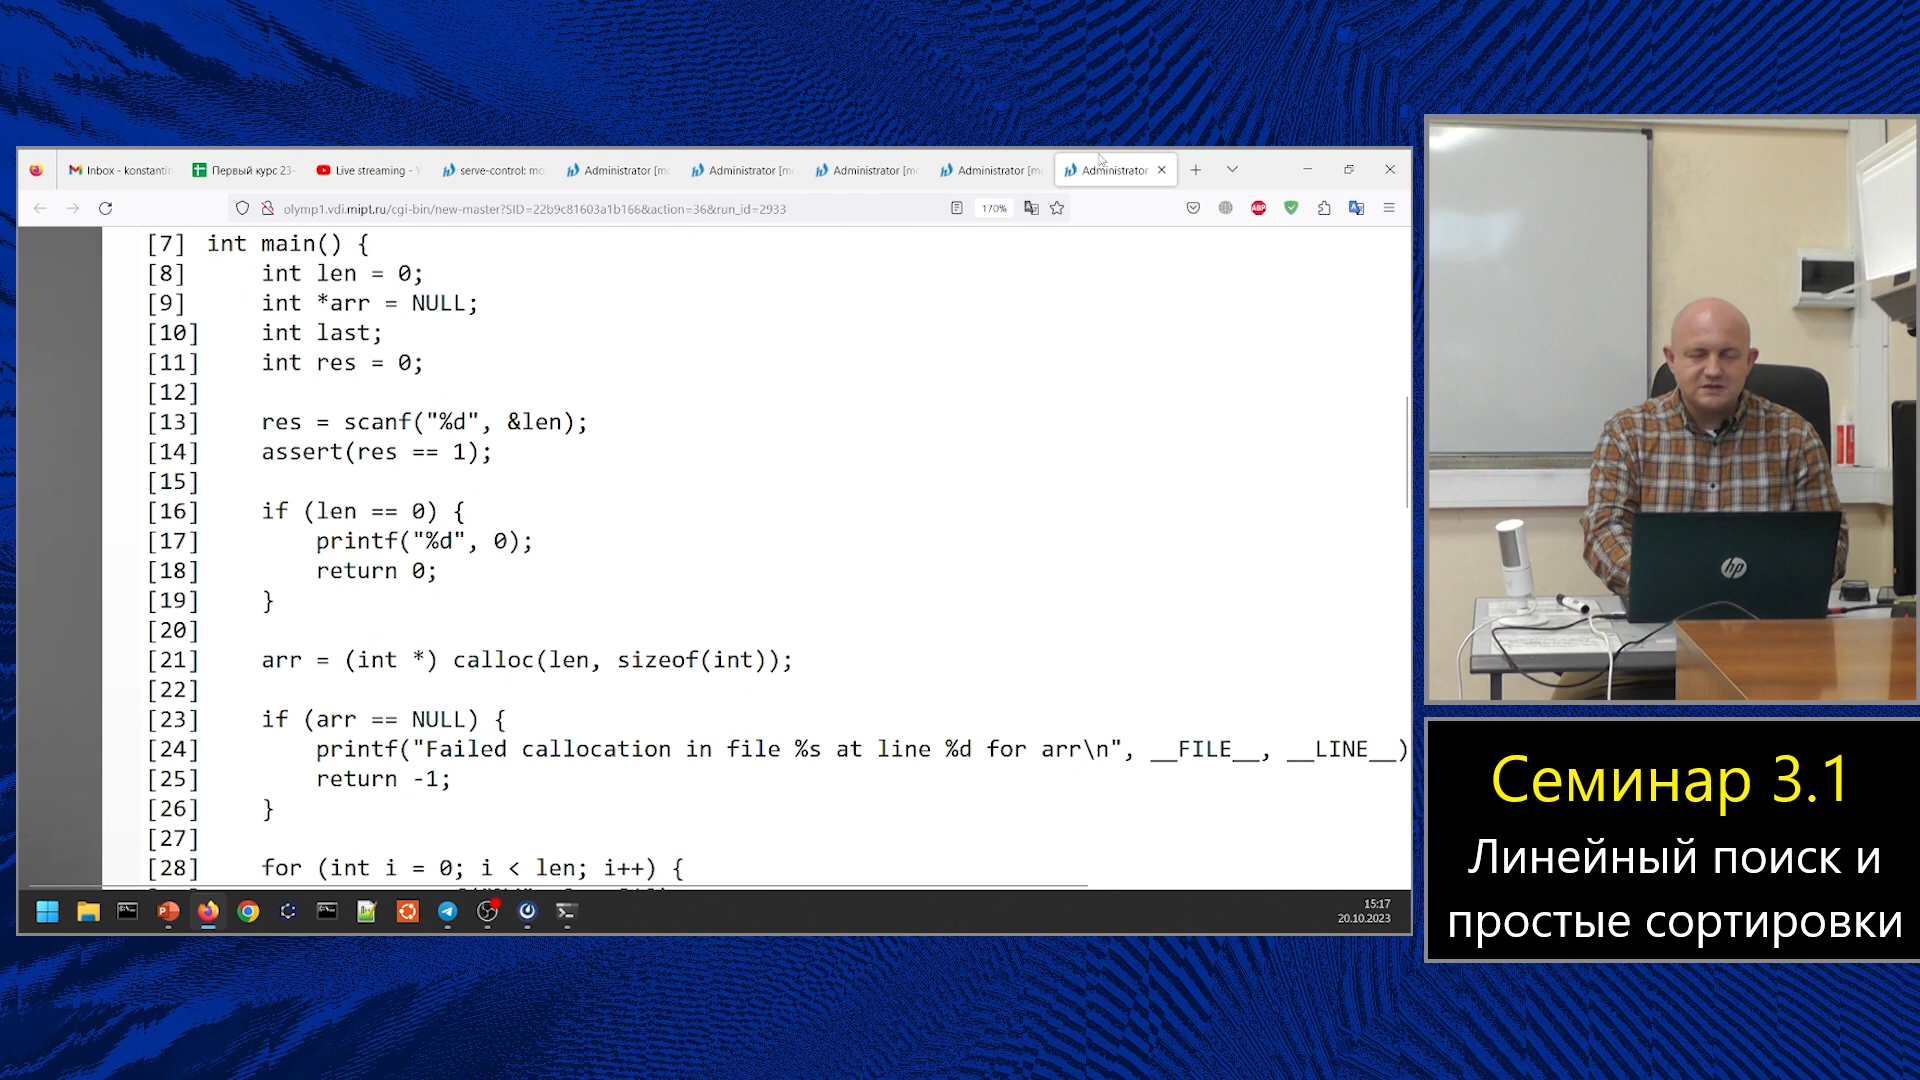 Inbox - konstantin
Первый курс 23-
Live streaming -
serve-control: mo
Administrator [m
Administrator [m
Administrator [m
Administrator [m
Administrator
olymp1.vdi.mipt.ru/cgi-bin/new-master?SID=22b9c81603a1b166&action=36&run_id=2933
170%
ABP
[7] int main() {
[8] int len = 0;
[9] int *arr = NULL;
[10] int last;
[11] int res = 0;
[12]
[13] res = scanf("%d", &len);
[14] assert(res == 1);
[15]
[16] if (len == 0) {
[17] printf("%d", 0);
[18] return 0;
[19] }
[20]
[21] arr = (int *) calloc(len, sizeof(int));
[22]
[23] if (arr == NULL) {
[24] printf("Failed callocation in file %s at line %d for arr\n", __FILE__, __LINE__)
[25] return -1;
[26] }
[27]
[28] for (int i = 0; i < len; i++) {
15:17
20.10.2023
hp
Семинар 3.1
Линейный поиск и
простые сортировки